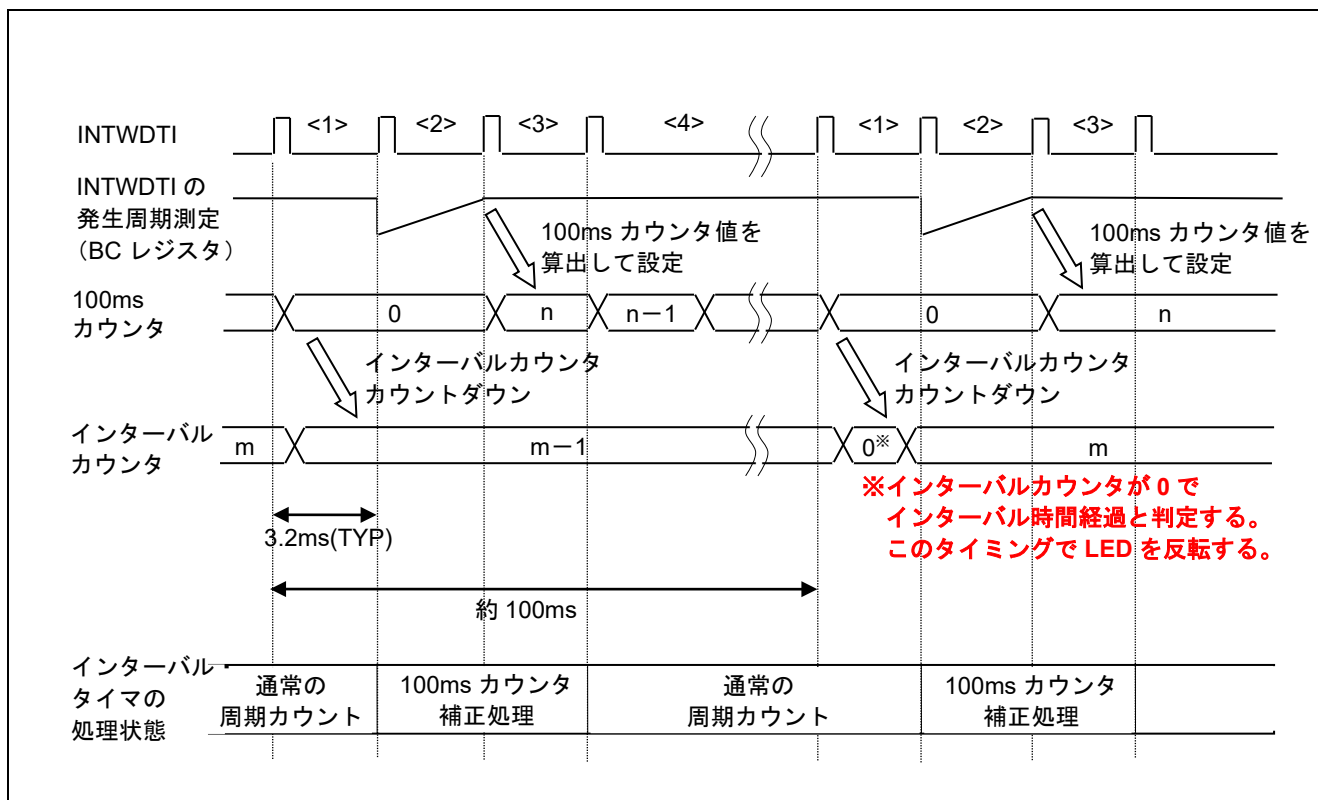 INTWDTI
<1>
<2>
<3>
<4>
<1>
<2>
<3>
INTWDTI の
発生周期測定
（BC レジスタ）
100ms カウンタ値を
算出して設定
100ms カウンタ値を
算出して設定
100ms
カウンタ
0
n
n－1
0
n
インターバルカウンタ
カウントダウン
インターバルカウンタ
カウントダウン
インターバル
カウンタ
m
m－1
0※
m
※インターバルカウンタが 0 で
インターバル時間経過と判定する。
このタイミングで LED を反転する。
3.2ms(TYP)
約 100ms
インターバル・
タイマの
処理状態
通常の
周期カウント
100ms カウンタ
補正処理
通常の
周期カウント
100ms カウンタ
補正処理